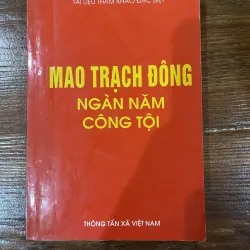 TÀI LIỆU THAM KHẢO ĐẶC BIỆT
MAO TRẠCH ĐÔNG
NGÀN NĂM
CÔNG TỘI
THÔNG TẤN XÃ VIỆT NAM